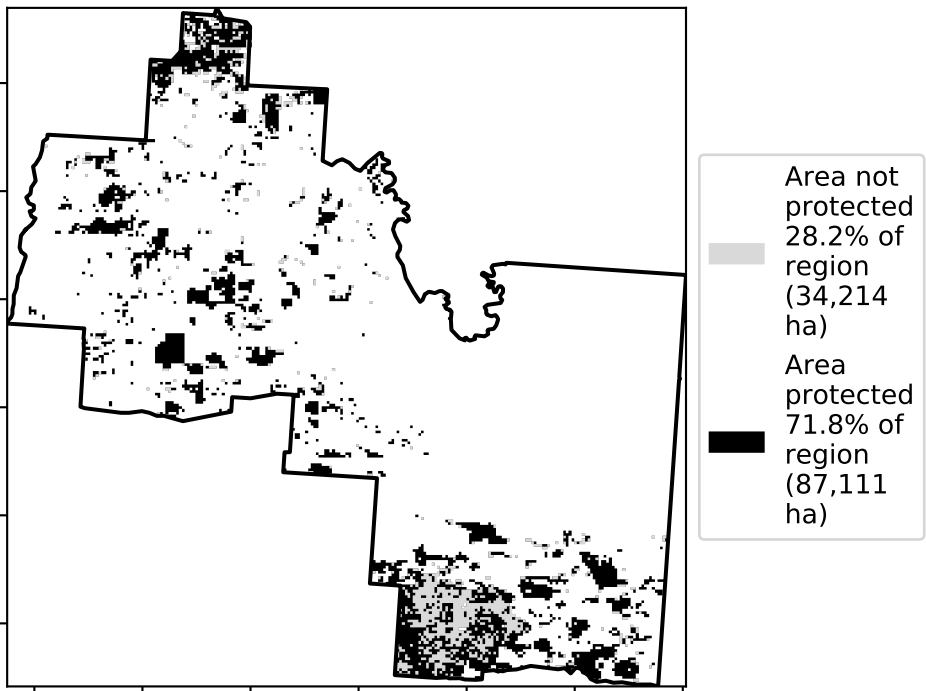 Area not
protected
28.2% of
region
(34,214
ha)
Area
protected
71.8% of
region
(87,111
ha)